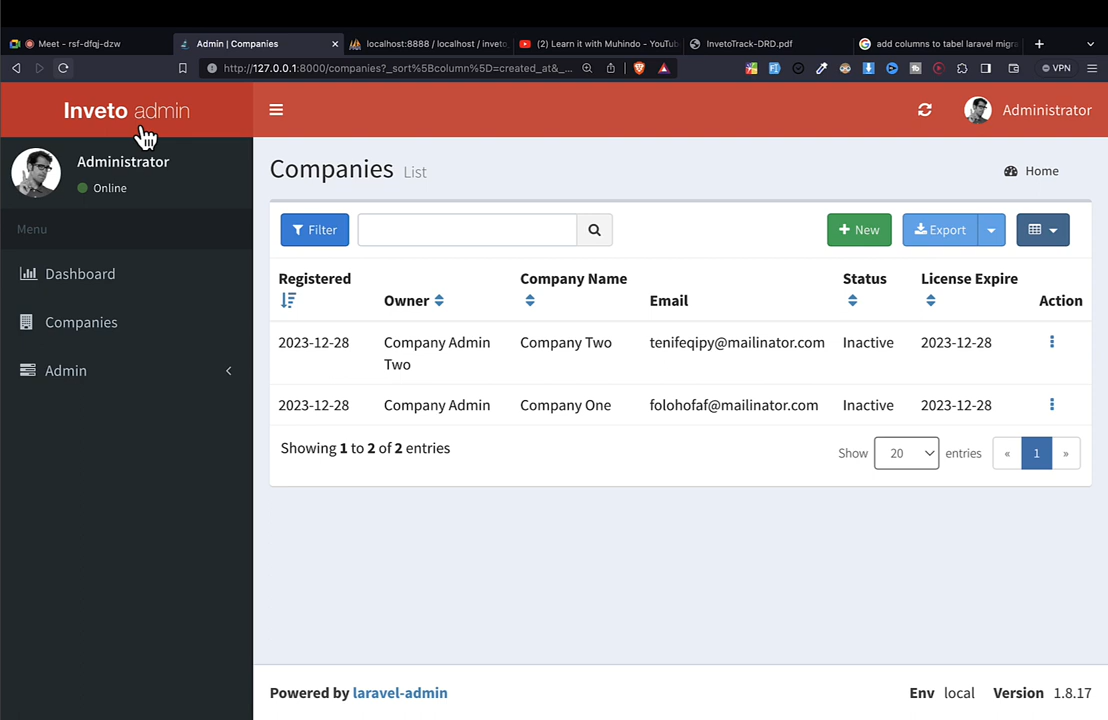 Meet - rsf-dfqj-dzw
Admin | Companies
localhost:8888 / localhost / inveto_
(2) Learn it with Muhindo - YouTub
InvetoTrack-DRD.pdf
add columns to tabel laravel migra
http://127.0.0.1:8000/companies?_sort%5Bcolumn%5D=created_at&_...
VPN
Inveto admin
Administrator
Administrator
Online
Companies List
Home
Menu
Dashboard
Companies
Admin
Filter
New
Export
Registered
Owner
Company Name
Email
Status
License Expire
Action
2023-12-28 Company Admin Two Company Two tenifeqipy@mailinator.com Inactive 2023-12-28
2023-12-28 Company Admin Company One folohofaf@mailinator.com Inactive 2023-12-28
Showing 1 to 2 of 2 entries
Show 20 entries « 1 »
Powered by laravel-admin
Env local Version 1.8.17